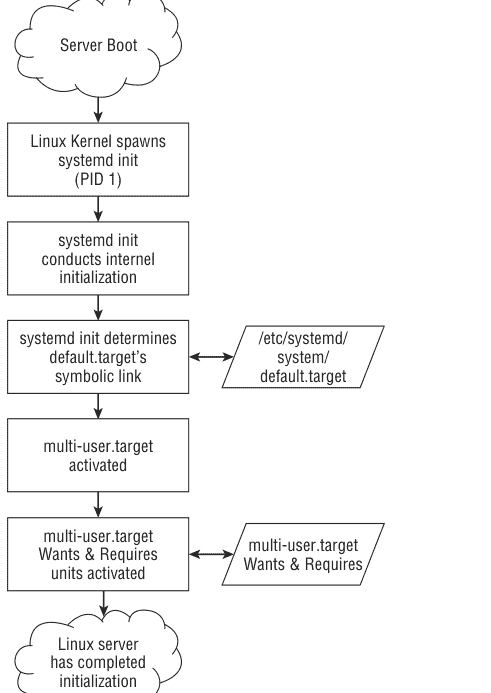 Server Boot
Linux Kernel spawns
systemd init
(PID 1)
systemd init
conducts internel
initialization
systemd init determines
default.target's
symbolic link
/etc/systemd/
system/
default.target
multi-user.target
activated
multi-user.target
Wants & Requires
units activated
multi-user.target
Wants & Requires
Linux server
has completed
initialization